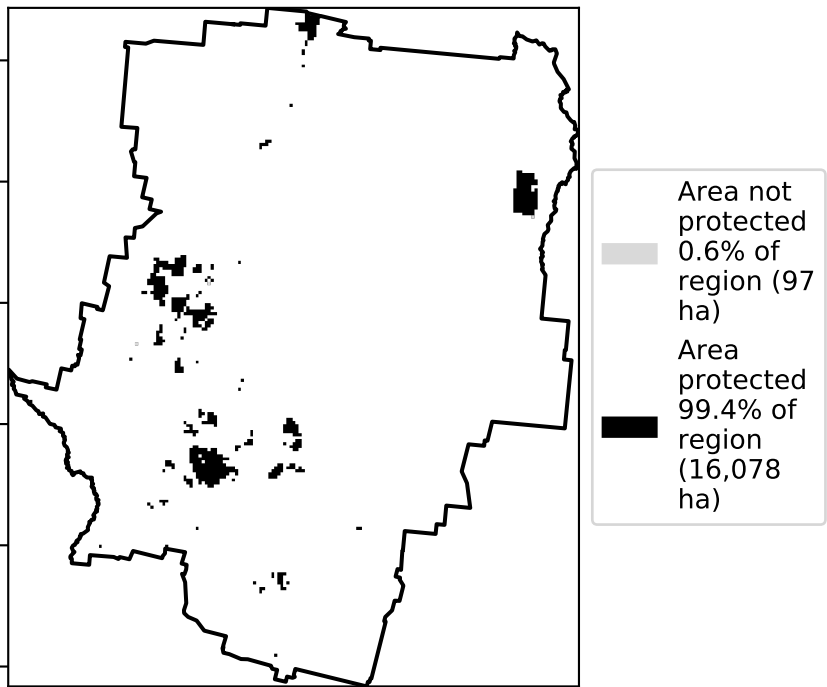 Area not
protected
0.6% of
region (97
ha)
Area
protected
99.4% of
region
(16,078
ha)